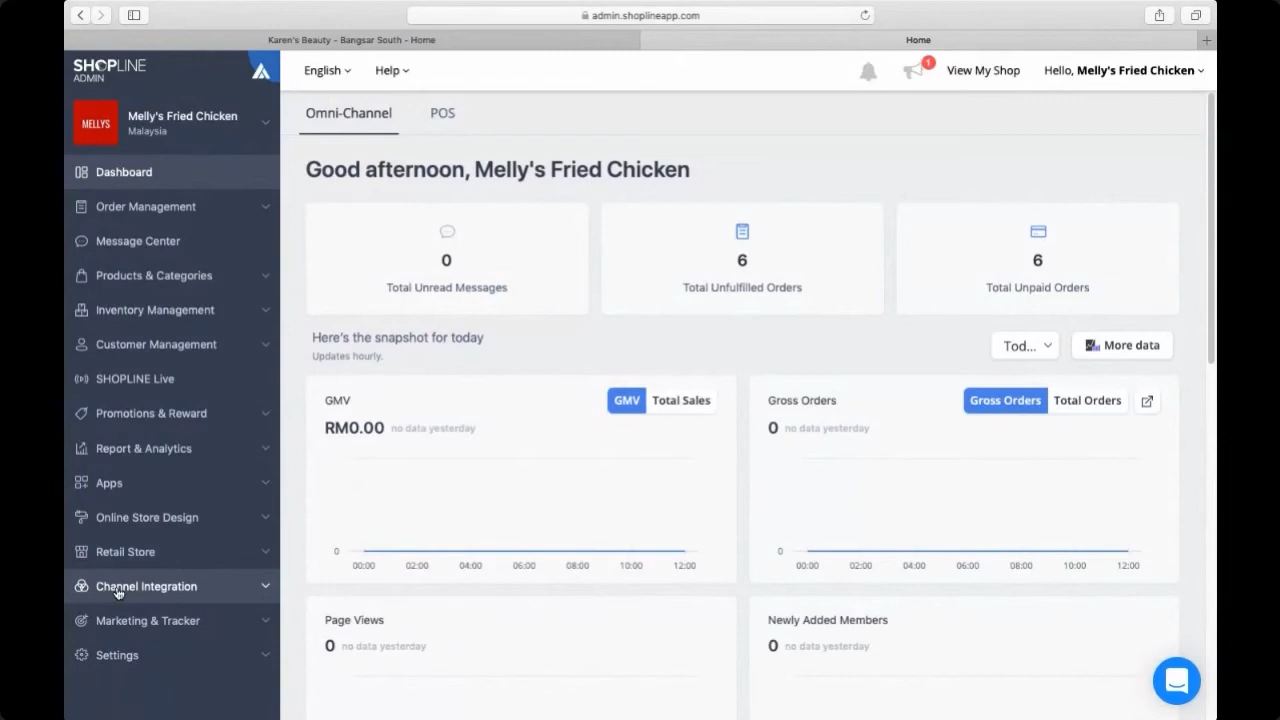 admin.shoplineapp.com
Karen's Beauty - Bangsar South - Home
Home
SHOPLINE
ADMIN
English
Help
1
View My Shop
Hello, Melly's Fried Chicken
MELLYS
Melly's Fried Chicken
Malaysia
Dashboard
Order Management
Message Center
Products & Categories
Inventory Management
Customer Management
SHOPLINE Live
Promotions & Reward
Report & Analytics
Apps
Online Store Design
Retail Store
Channel Integration
Marketing & Tracker
Settings
Omni-Channel
POS
Good afternoon, Melly's Fried Chicken
0
Total Unread Messages
6
Total Unfulfilled Orders
6
Total Unpaid Orders
Here's the snapshot for today
Updates hourly.
Tod...
More data
GMV
GMV
Total Sales
RM0.00 no data yesterday
0
00:00 02:00 04:00 06:00 08:00 10:00 12:00
Gross Orders
Gross Orders
Total Orders
0 no data yesterday
0
00:00 02:00 04:00 06:00 08:00 10:00 12:00
Page Views
0 no data yesterday
Newly Added Members
0 no data yesterday